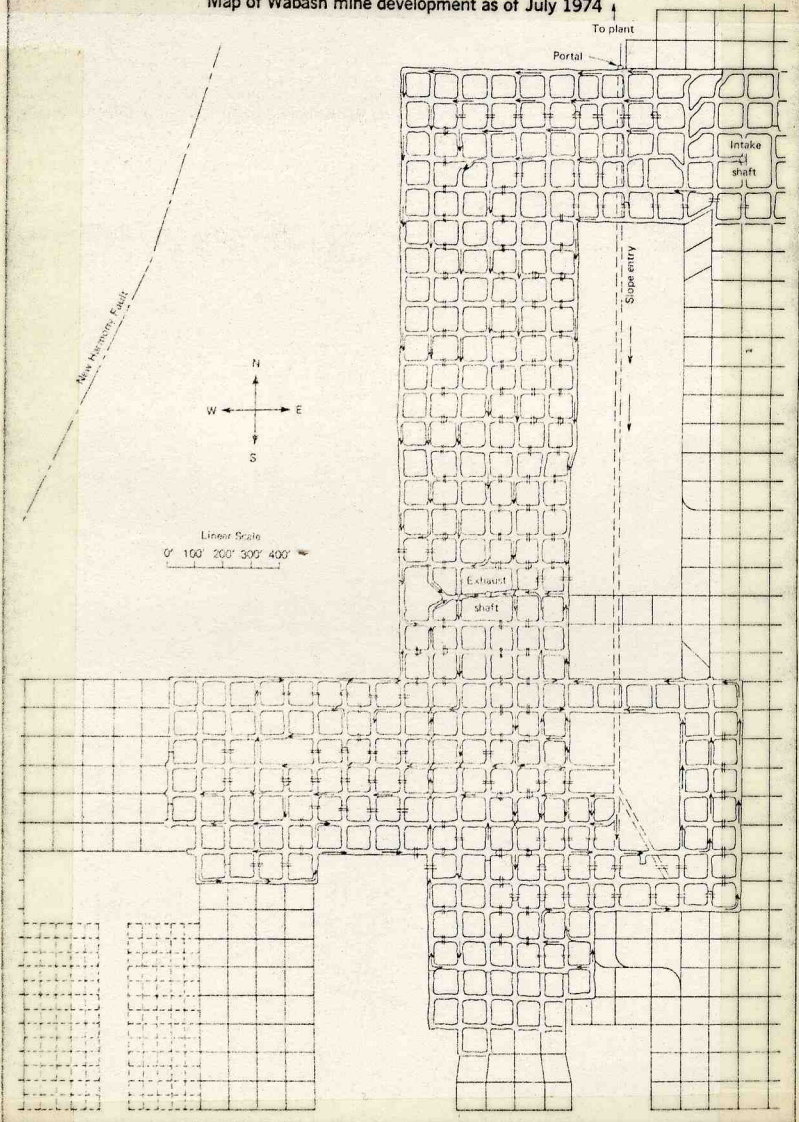 Map of Wabash mine development as of July 1974
To plant
Portal
Intake
shaft
Slope entry
New Harmony Fault
N
W E
S
Linear Scale
0' 100' 200' 300' 400'
Exhaust
shaft